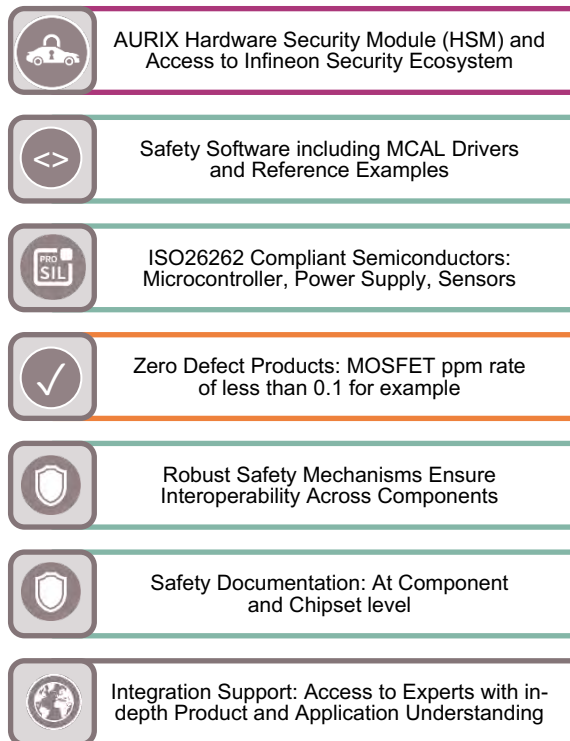 AURIX Hardware Security Module (HSM) and
Access to Infineon Security Ecosystem
<>
Safety Software including MCAL Drivers
and Reference Examples
PRO
SIL
ISO26262 Compliant Semiconductors:
Microcontroller, Power Supply, Sensors
Zero Defect Products: MOSFET ppm rate
of less than 0.1 for example
Robust Safety Mechanisms Ensure
Interoperability Across Components
Safety Documentation: At Component
and Chipset level
Integration Support: Access to Experts with in-
depth Product and Application Understanding